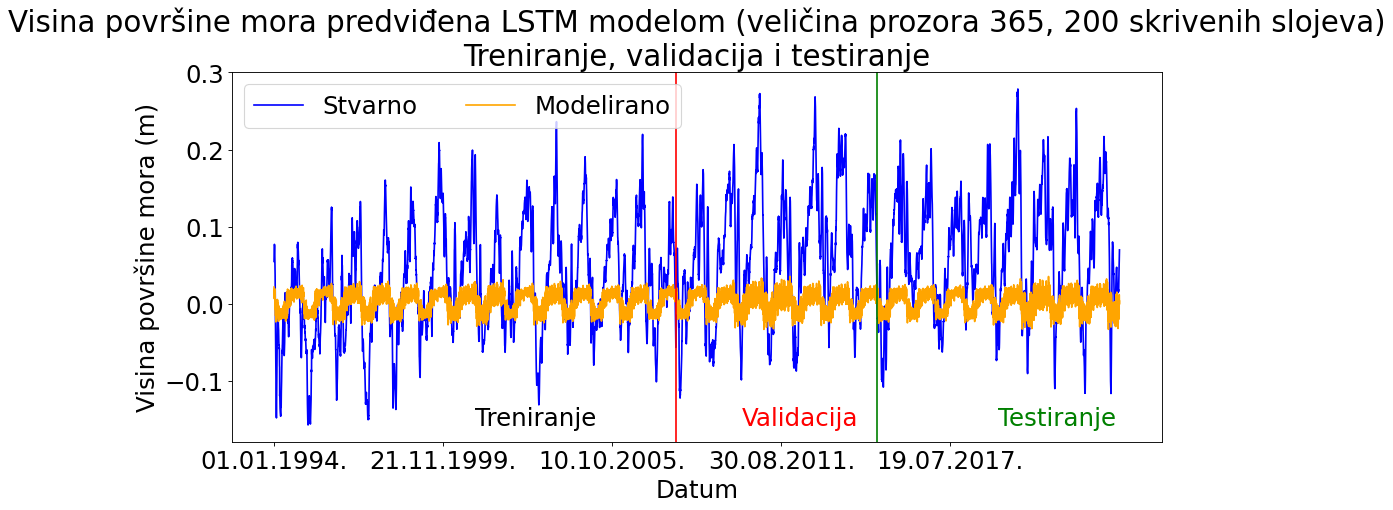 Visina površine mora predviđena LSTM modelom (veličina prozora 365, 200 skrivenih slojeva)
Treniranje, validacija i testiranje
Stvarno
Modelirano
Visina površine mora (m)
0.3
0.2
0.1
0.0
−0.1
Treniranje
Validacija
Testiranje
01.01.1994.
21.11.1999.
10.10.2005.
30.08.2011.
19.07.2017.
Datum